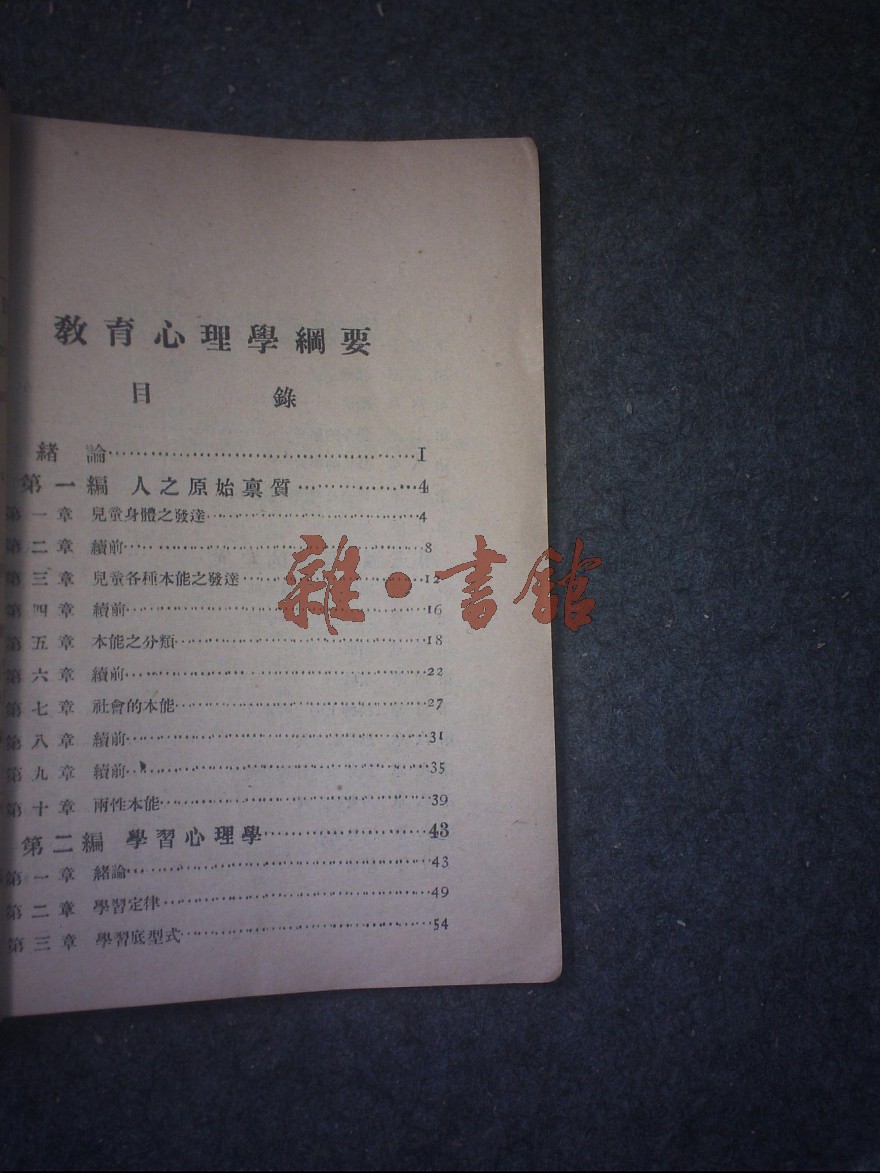 教育心理學綱要
目錄
緒論……I
第一編 人之原始稟質……4
第一章 兒童身體之發達……4
第二章 續前……8
第三章 兒童各種本能之發達……12
第四章 續前……16
第五章 本能之分類……18
第六章 續前……22
第七章 社會的本能……27
第八章 續前……31
第九章 續前……35
第十章 兩性本能……39
第二編 學習心理學……43
第一章 緒論……43
第二章 學習定律……49
第三章 學習底型式……54
雜·書館